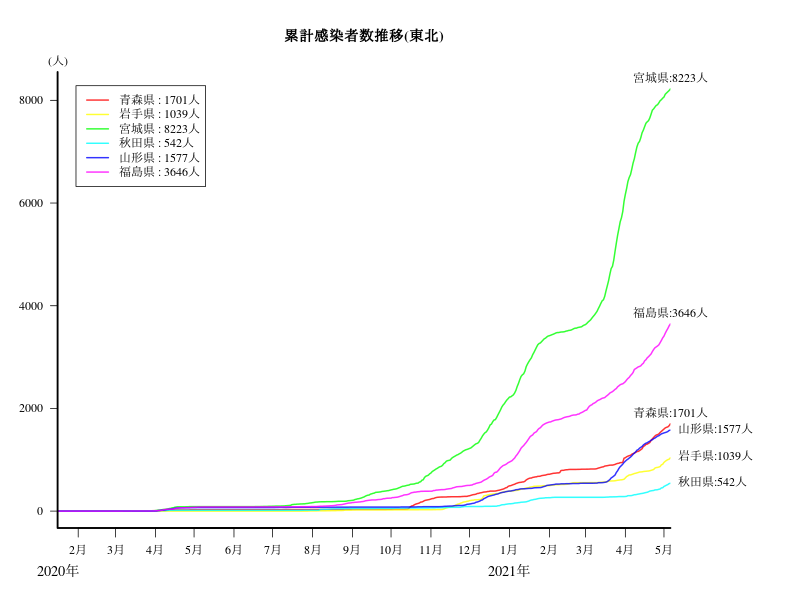 累計感染者数推移(東北)
(人)
8000
6000
4000
2000
0
青森県 : 1701人
岩手県 : 1039人
宮城県 : 8223人
秋田県 : 542人
山形県 : 1577人
福島県 : 3646人
宮城県:8223人
福島県:3646人
青森県:1701人
山形県:1577人
岩手県:1039人
秋田県:542人
2月 3月 4月 5月 6月 7月 8月 9月 10月 11月 12月 1月 2月 3月 4月 5月
2020年 2021年